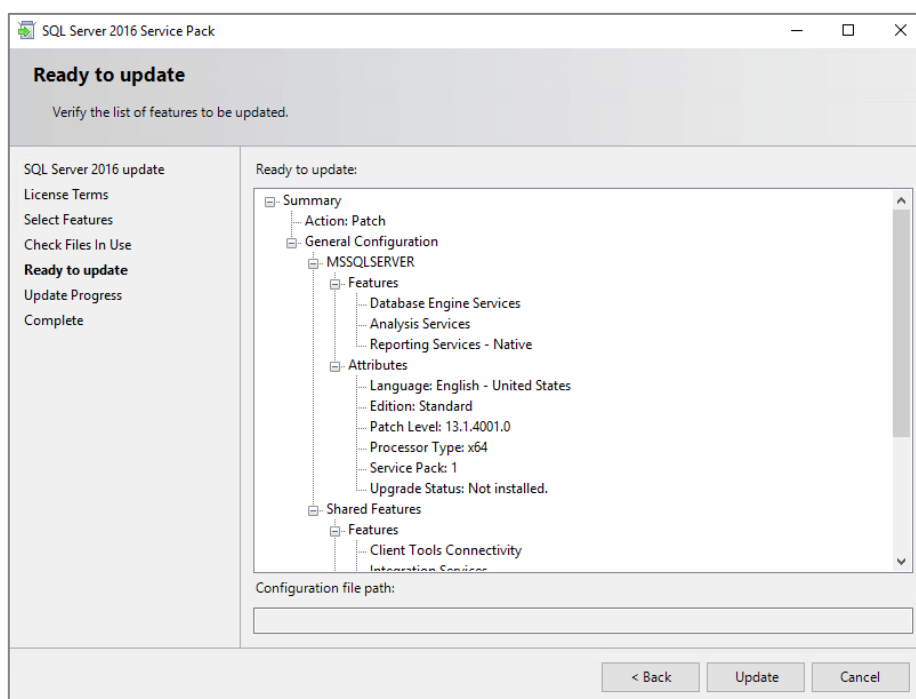 SQL Server 2016 Service Pack
Ready to update
Verify the list of features to be updated.
SQL Server 2016 update
License Terms
Select Features
Check Files In Use
Ready to update
Update Progress
Complete
Ready to update:
Summary
Action: Patch
General Configuration
MSSQLSERVER
Features
Database Engine Services
Analysis Services
Reporting Services - Native
Attributes
Language: English - United States
Edition: Standard
Patch Level: 13.1.4001.0
Processor Type: x64
Service Pack: 1
Upgrade Status: Not installed.
Shared Features
Features
Client Tools Connectivity
Integration Services
Configuration file path:
< Back
Update
Cancel